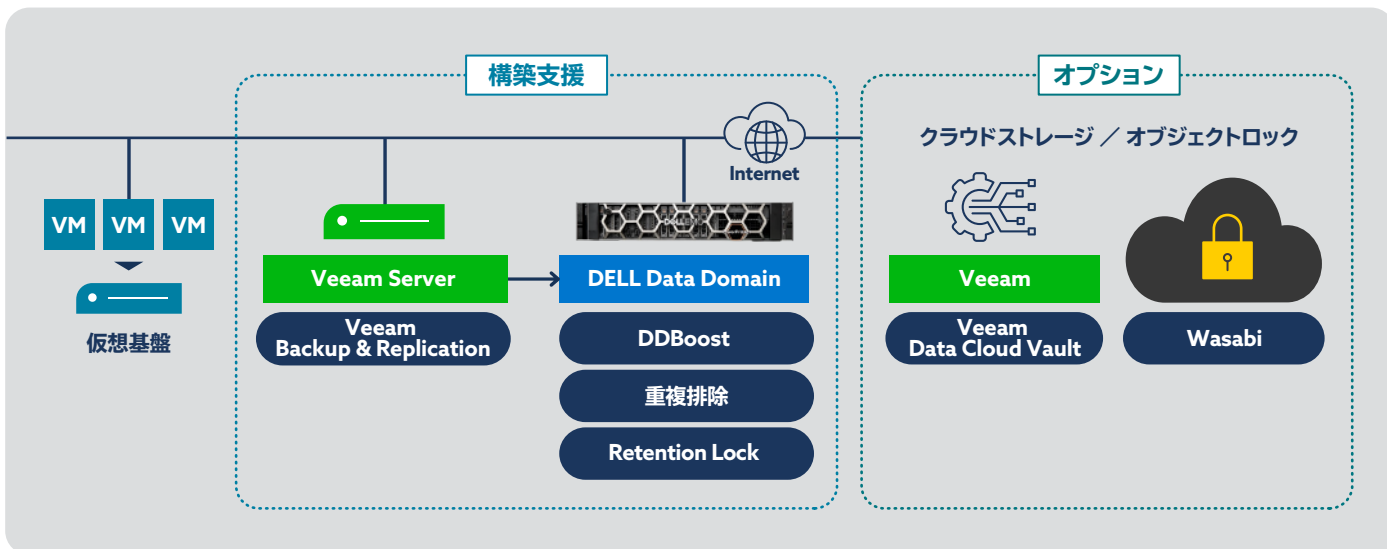 構築支援
オプション
クラウドストレージ ／ オブジェクトロック
Internet
VM
VM
VM
仮想基盤
Veeam Server
Veeam
Backup & Replication
DELL Data Domain
DDBoost
重複排除
Retention Lock
Veeam
Veeam
Data Cloud Vault
Wasabi